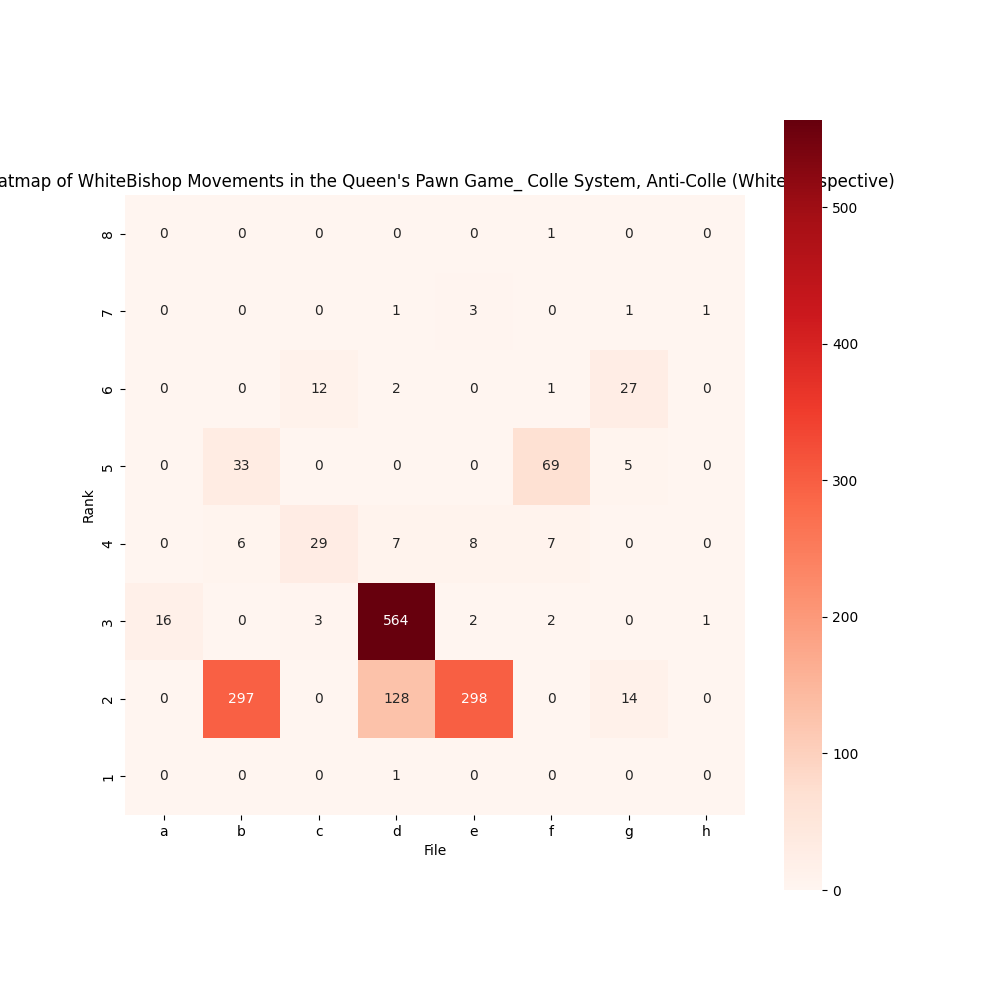 atmap of WhiteBishop Movements in the Queen's Pawn Game_ Colle System, Anti-Colle (White spective)
8 0 0 0 0 0 1 0 0
7 0 0 0 1 3 0 1 1
6 0 0 12 2 0 1 27 0
5 0 33 0 0 0 69 5 0
Rank
4 0 6 29 7 8 7 0 0
3 16 0 3 564 2 2 0 1
2 0 297 0 128 298 0 14 0
1 0 0 0 1 0 0 0 0
a b c d e f g h
File
500
400
300
200
100
0